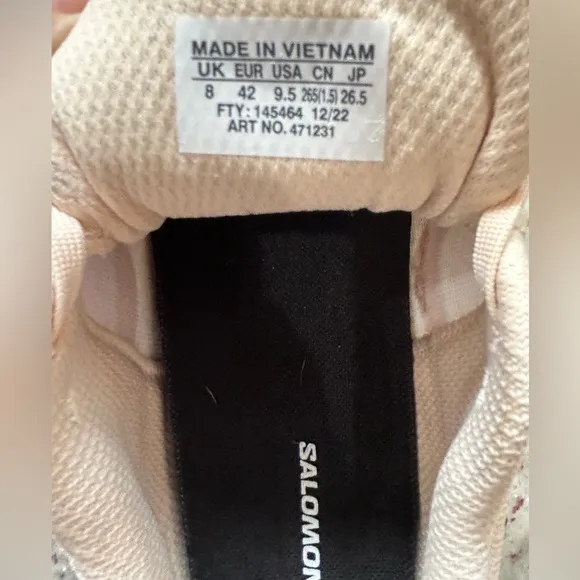 MADE IN VIETNAM
UK EUR USA CN JP
8 42 9.5 265(1.5) 26.5
FTY: 145464 12/22
ART NO. 471231
SALOMON